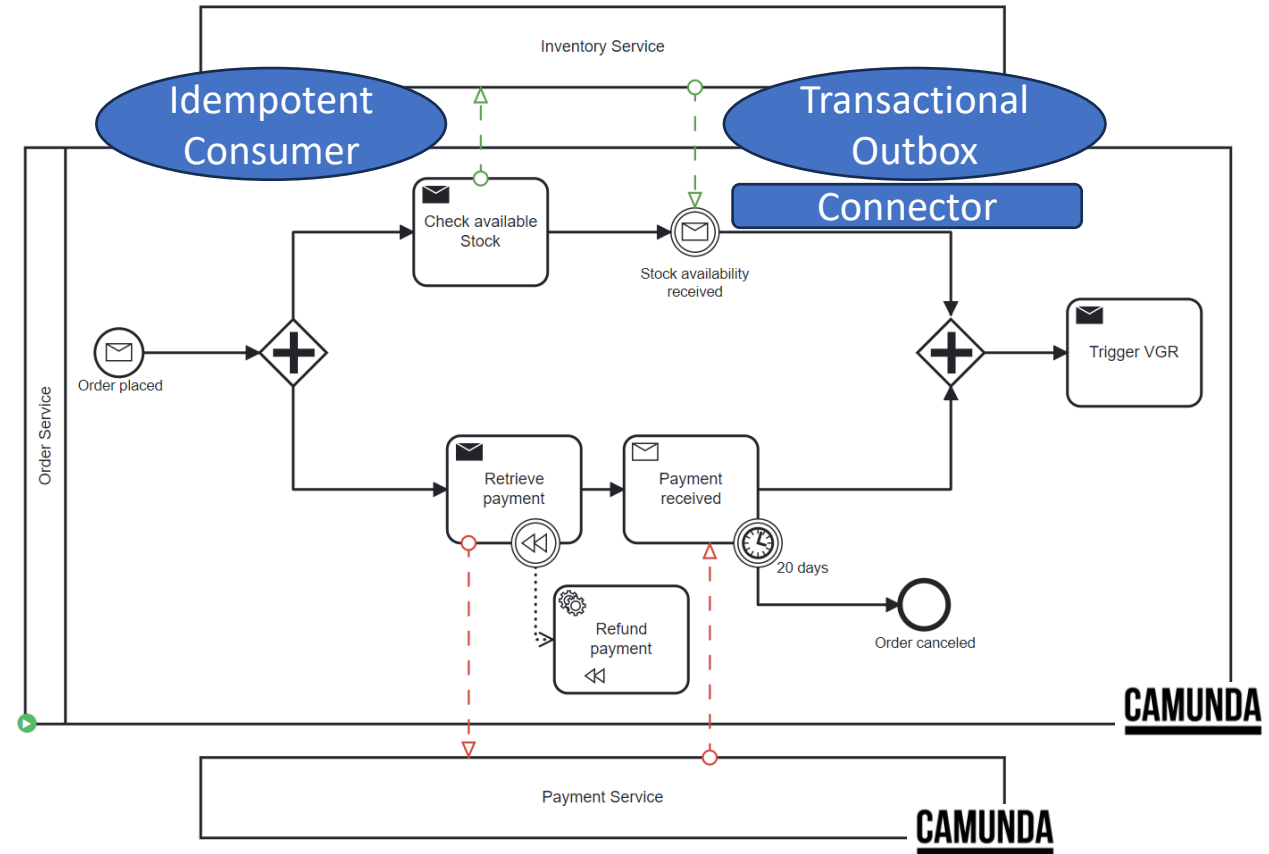 Inventory Service
Idempotent
Consumer
Transactional
Outbox
Connector
Check available
Stock
Stock availability
received
Order placed
Trigger VGR
Order Service
Retrieve
payment
Payment
received
20 days
Refund
payment
Order canceled
CAMUNDA
Payment Service
CAMUNDA